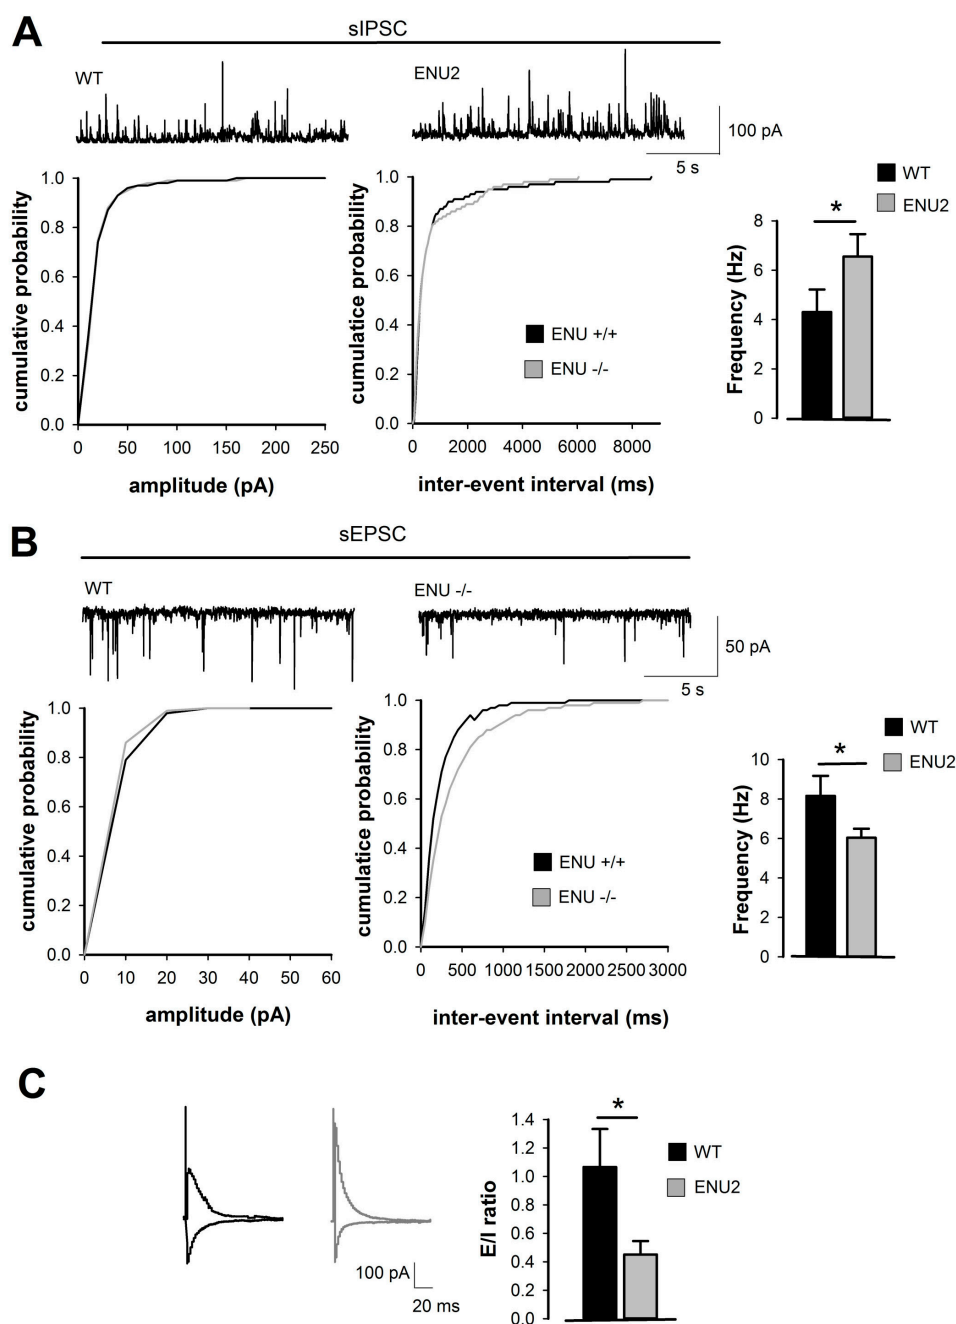 A
sIPSC
WT
ENU2
100 pA
5 s
1.0
0.8
0.6
0.4
0.2
0.0
cumulative probability
0 50 100 150 200 250
amplitude (pA)
1.0
0.8
0.6
0.4
0.2
0.0
cumulatice probability
ENU +/+
ENU -/-
0 2000 4000 6000 8000
inter-event interval (ms)
WT
ENU2
*
8
6
4
2
0
Frequency (Hz)
B
sEPSC
WT
ENU -/-
50 pA
5 s
1.0
0.8
0.6
0.4
0.2
0.0
cumulative probability
0 10 20 30 40 50 60
amplitude (pA)
1.0
0.8
0.6
0.4
0.2
0.0
cumulatice probability
ENU +/+
ENU -/-
0 500 1000 1500 2000 2500 3000
inter-event interval (ms)
WT
ENU2
*
10
8
6
4
2
0
Frequency (Hz)
C
100 pA
20 ms
*
1.4
1.2
1.0
0.8
0.6
0.4
0.2
0.0
E/I ratio
WT
ENU2